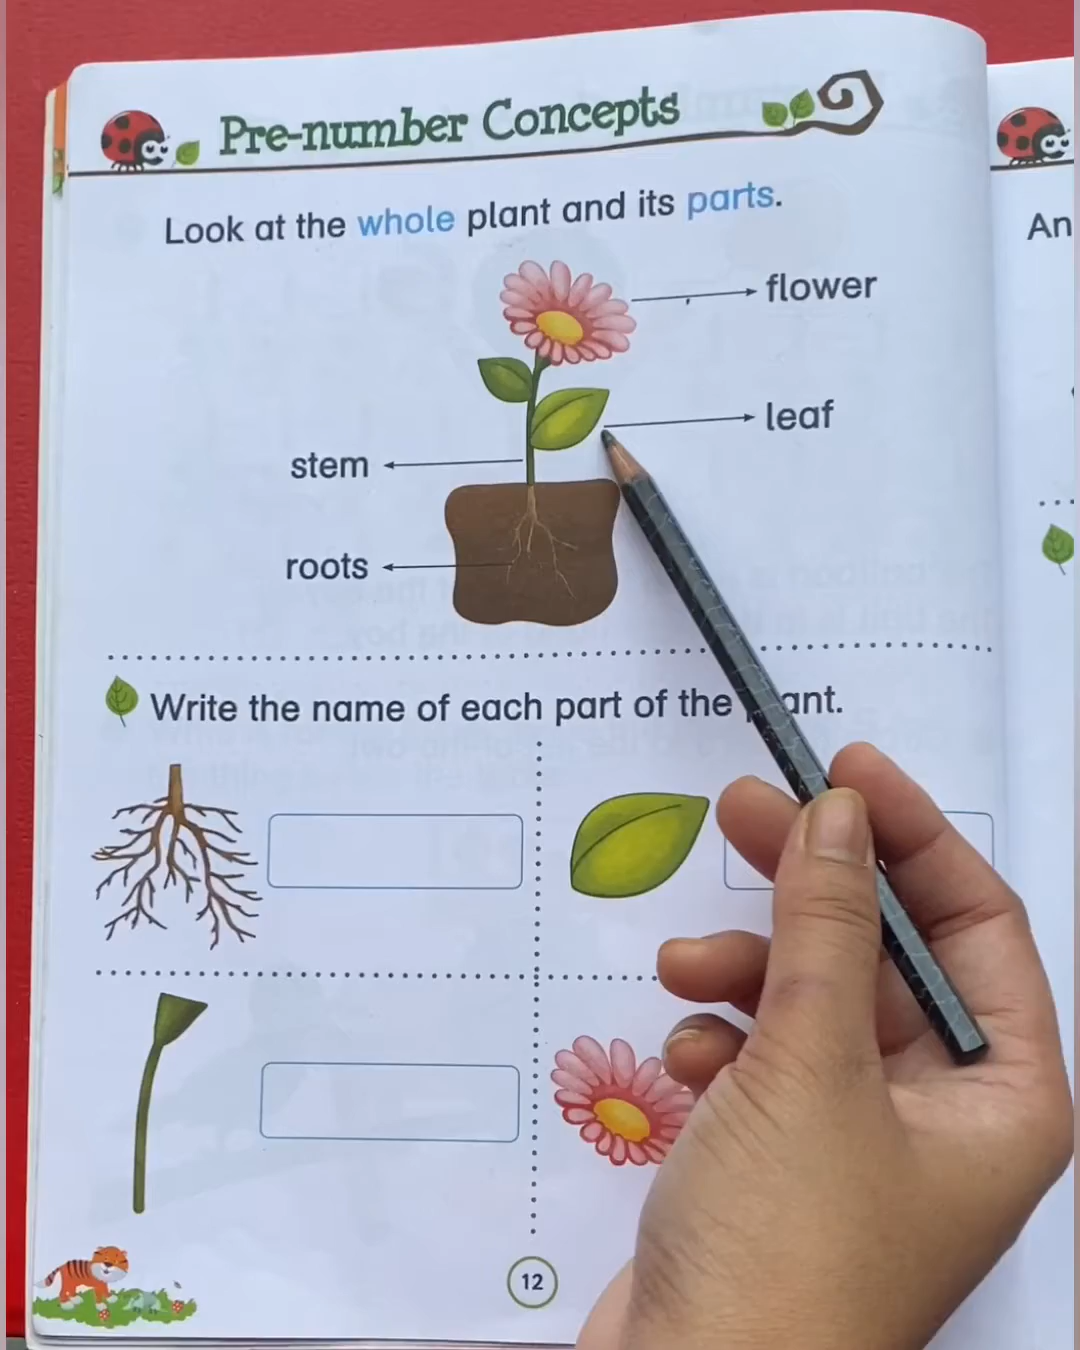 Pre-number Concepts
Look at the whole plant and its parts.
flower
leaf
stem
roots
Write the name of each part of the
12
An